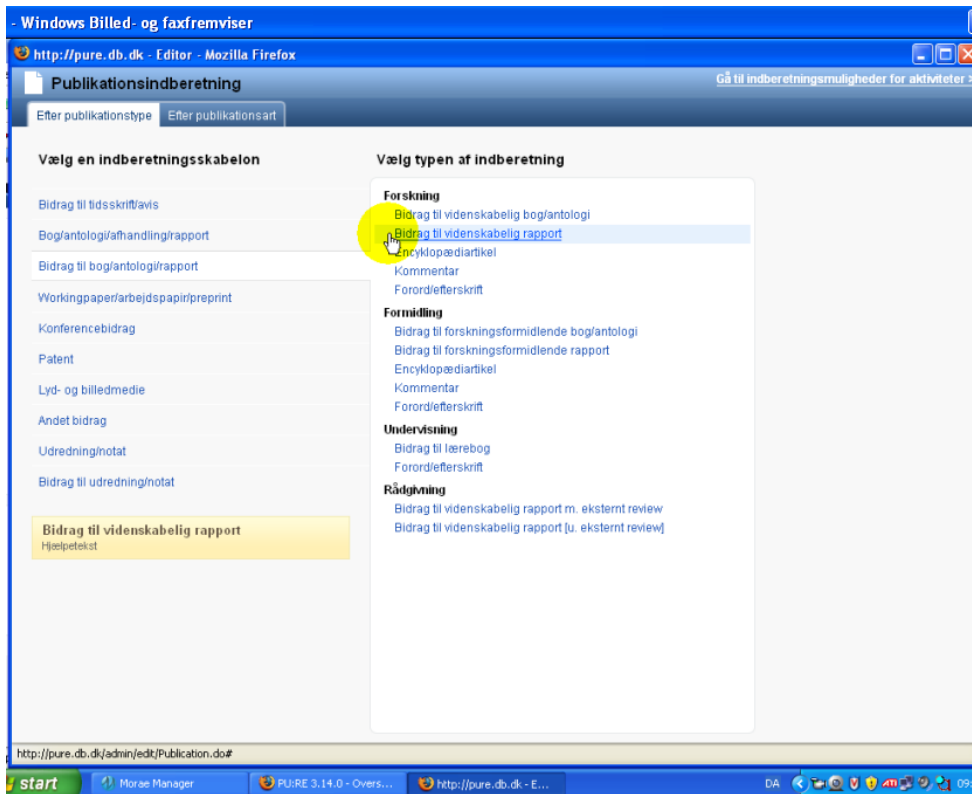 - Windows Billed- og faxfremviser
http://pure.db.dk - Editor - Mozilla Firefox
Publikationsindberetning
Gå til indberetningsmuligheder for aktiviteter >
Efter publikationstype Efter publikationsart
Vælg en indberetningsskabelon
Bidrag til tidsskrift/avis
Bog/antologi/afhandling/rapport
Bidrag til bog/antologi/rapport
Workingpaper/arbejdspapir/preprint
Konferencebidrag
Patent
Lyd- og billedmedie
Andet bidrag
Udredning/notat
Bidrag til udredning/notat
Bidrag til videnskabelig rapport
Hjælpetekst
Vælg typen af indberetning
Forskning
Bidrag til videnskabelig bog/antologi
Bidrag til videnskabelig rapport
Encyklopædiartikel
Kommentar
Forord/efterskrift
Formidling
Bidrag til forskningsformidlende bog/antologi
Bidrag til forskningsformidlende rapport
Encyklopædiartikel
Kommentar
Forord/efterskrift
Undervisning
Bidrag til lærebog
Forord/efterskrift
Rådgivning
Bidrag til videnskabelig rapport m. eksternt review
Bidrag til videnskabelig rapport [u. eksternt review]
http://pure.db.dk/admin/edit/Publication.do#
start Morae Manager PU:RE 3.14.0 - Overs... http://pure.db.dk - E... DA 09: